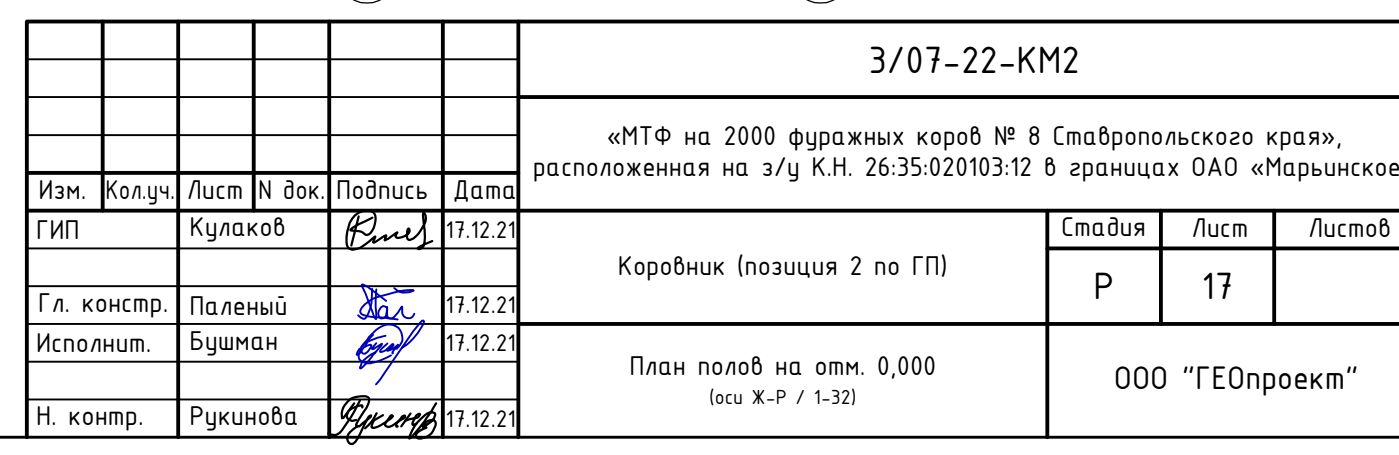 3/07-22-КМ2
«МТФ на 2000 фуражных коров № 8 Ставропольского края»,
расположенная на з/у К.Н. 26:35:020103:12 в границах ОАО «Марьинское
Изм. Кол.уч. Лист N док. Подпись Дата
ГИП Кулаков 17.12.21
Гл. констр. Паленый 17.12.21
Исполнит. Бушман 17.12.21
Н. контр. Рукинова 17.12.21
Коровник (позиция 2 по ГП)
Стадия Лист Листов
Р 17
План полов на отм. 0,000
(оси Ж-Р / 1-32)
ООО "ГЕОпроект"